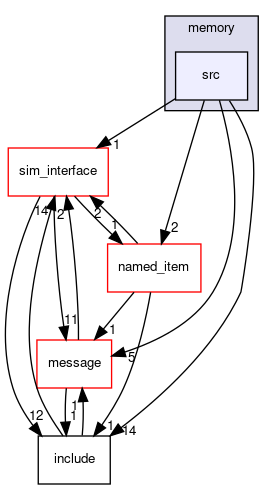 memory
src
1
sim_interface
14
2
2
1
2
named_item
11
1
message
5
12
1
1
1
14
include